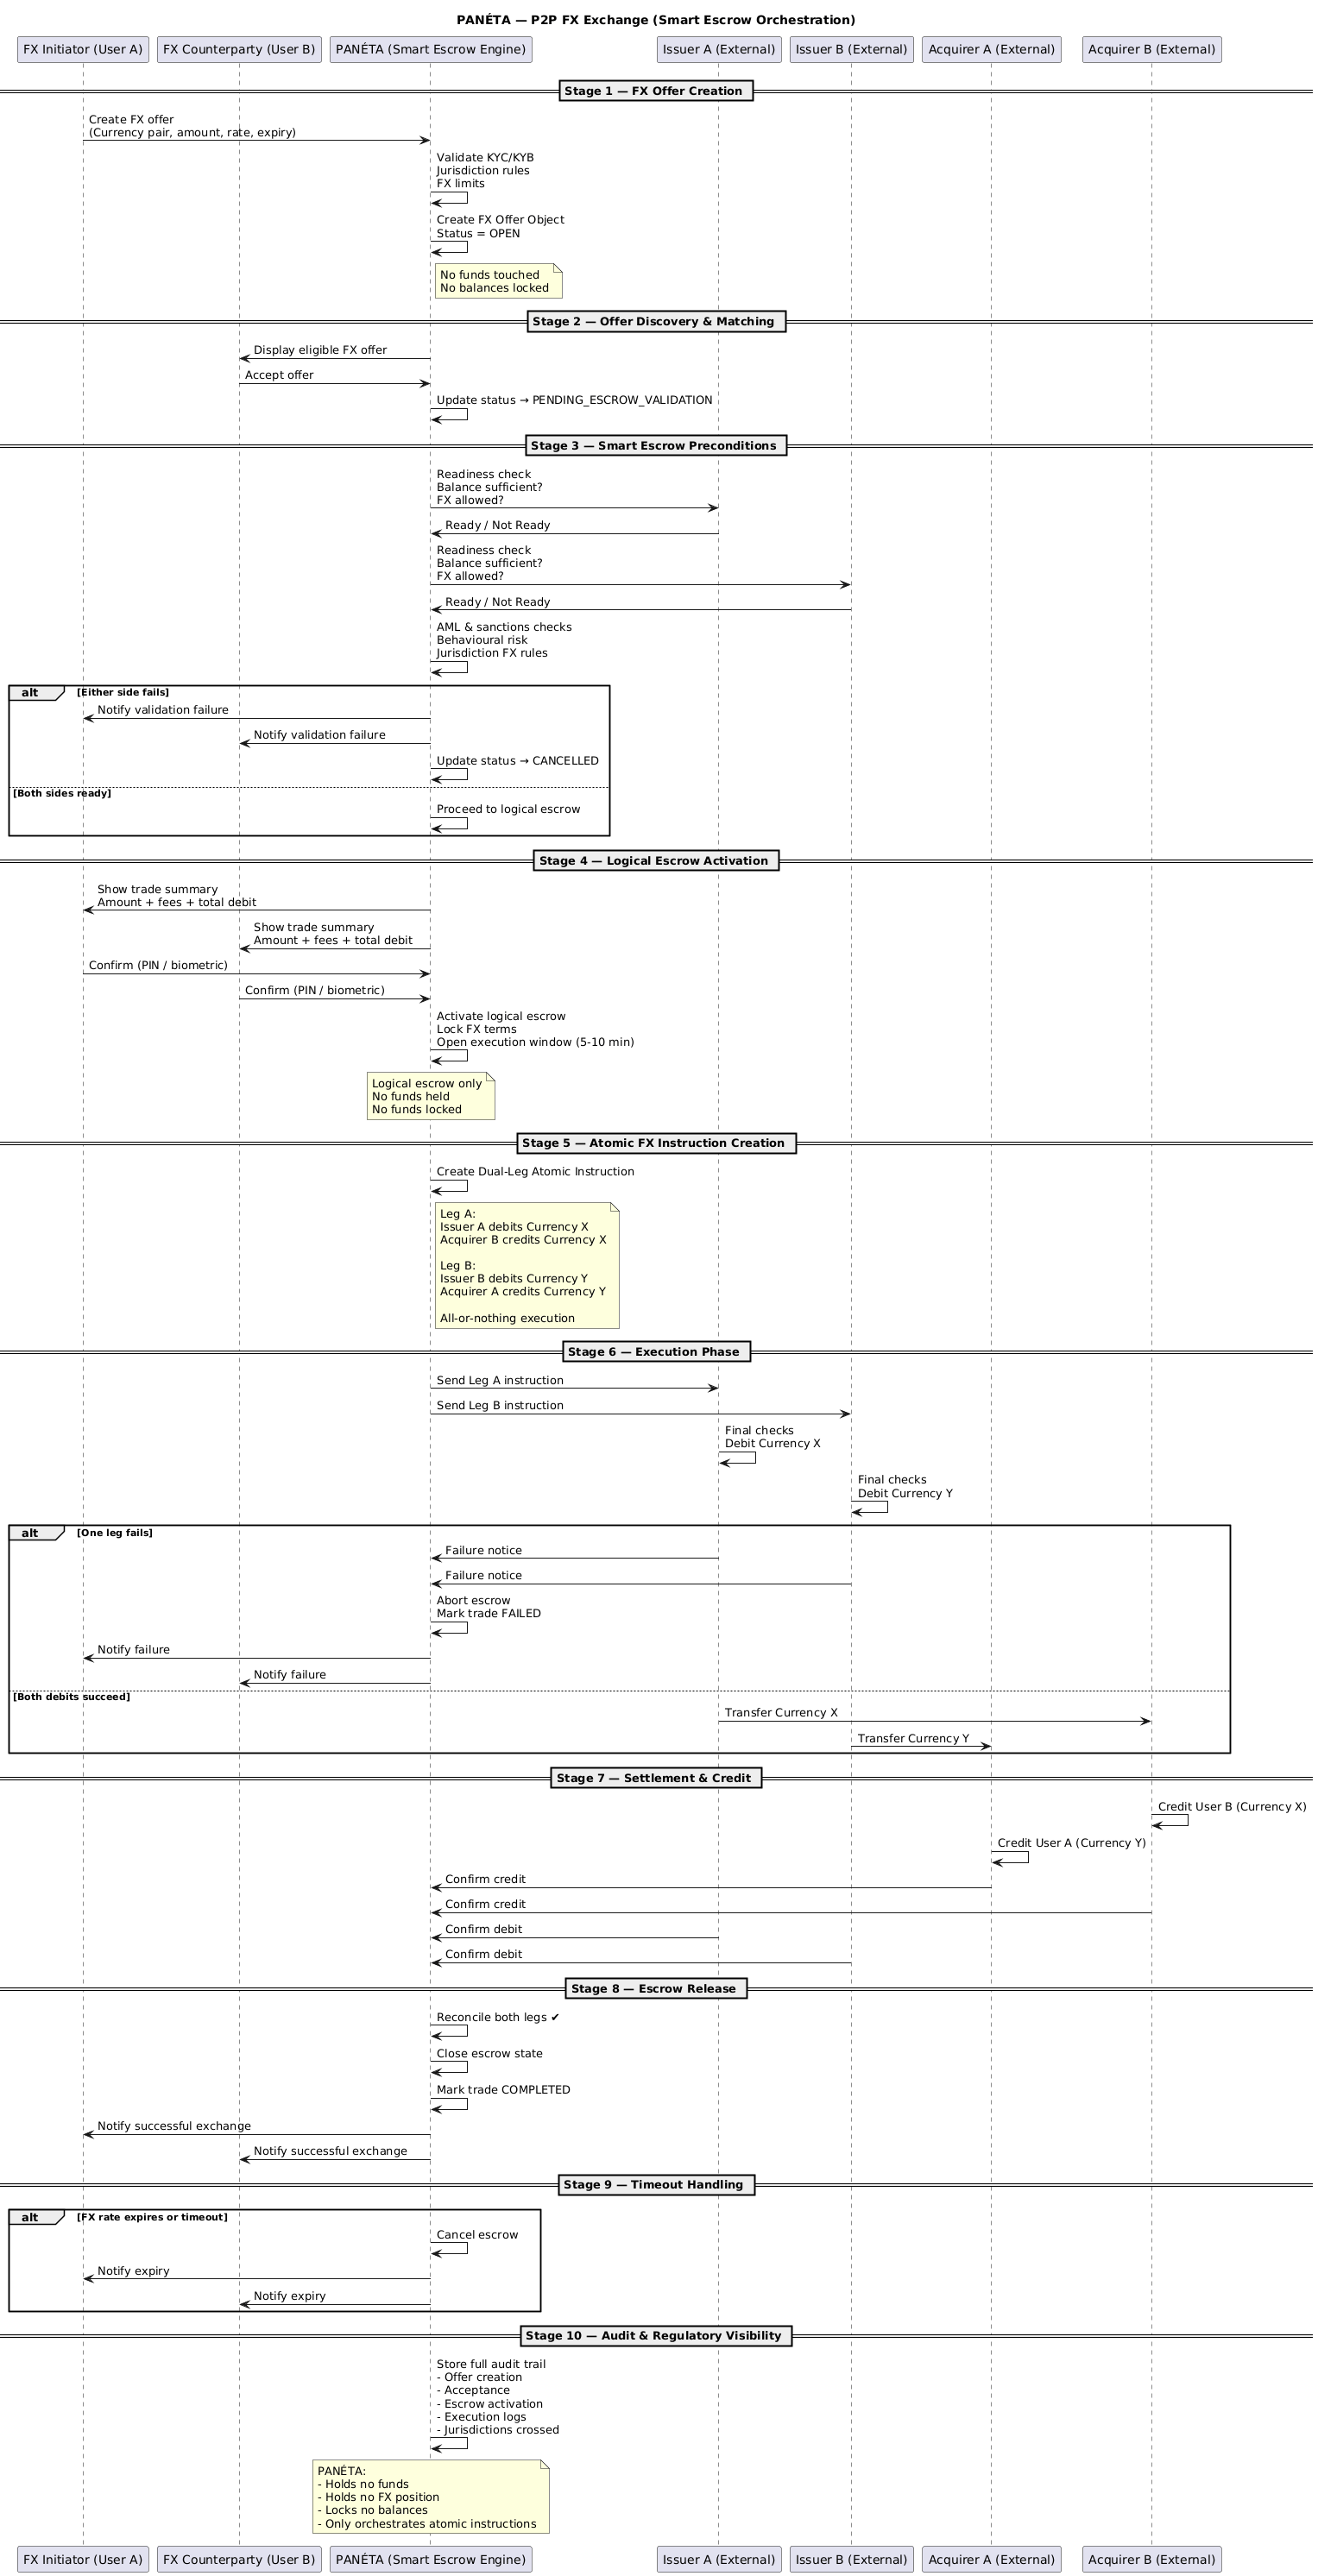 PANÉTA — P2P FX Exchange (Smart Escrow Orchestration)
FX Initiator (User A)
FX Counterparty (User B)
PANÉTA (Smart Escrow Engine)
Issuer A (External)
Issuer B (External)
Acquirer A (External)
Acquirer B (External)
Stage 1 — FX Offer Creation
Create FX offer
(Currency pair, amount, rate, expiry)
Validate KYC/KYB
Jurisdiction rules
FX limits
Create FX Offer Object
Status = OPEN
No funds touched
No balances locked
Stage 2 — Offer Discovery & Matching
Display eligible FX offer
Accept offer
Update status → PENDING_ESCROW_VALIDATION
Stage 3 — Smart Escrow Preconditions
Readiness check
Balance sufficient?
FX allowed?
Ready / Not Ready
Readiness check
Balance sufficient?
FX allowed?
Ready / Not Ready
AML & sanctions checks
Behavioural risk
Jurisdiction FX rules
alt
[Either side fails]
Notify validation failure
Notify validation failure
Update status → CANCELLED
[Both sides ready]
Proceed to logical escrow
Stage 4 — Logical Escrow Activation
Show trade summary
Amount + fees + total debit
Show trade summary
Amount + fees + total debit
Confirm (PIN / biometric)
Confirm (PIN / biometric)
Activate logical escrow
Lock FX terms
Open execution window (5-10 min)
Logical escrow only
No funds held
No funds locked
Stage 5 — Atomic FX Instruction Creation
Create Dual-Leg Atomic Instruction
Leg A:
Issuer A debits Currency X
Acquirer B credits Currency X
Leg B:
Issuer B debits Currency Y
Acquirer A credits Currency Y
All-or-nothing execution
Stage 6 — Execution Phase
Send Leg A instruction
Send Leg B instruction
Final checks
Debit Currency X
Final checks
Debit Currency Y
alt
[One leg fails]
Failure notice
Failure notice
Abort escrow
Mark trade FAILED
Notify failure
Notify failure
[Both debits succeed]
Transfer Currency X
Transfer Currency Y
Stage 7 — Settlement & Credit
Credit User B (Currency X)
Credit User A (Currency Y)
Confirm credit
Confirm credit
Confirm debit
Confirm debit
Stage 8 — Escrow Release
Reconcile both legs ✔
Close escrow state
Mark trade COMPLETED
Notify successful exchange
Notify successful exchange
Stage 9 — Timeout Handling
alt
[FX rate expires or timeout]
Cancel escrow
Notify expiry
Notify expiry
Stage 10 — Audit & Regulatory Visibility
Store full audit trail
- Offer creation
- Acceptance
- Escrow activation
- Execution logs
- Jurisdictions crossed
PANÉTA:
- Holds no funds
- Holds no FX position
- Locks no balances
- Only orchestrates atomic instructions
FX Initiator (User A)
FX Counterparty (User B)
PANÉTA (Smart Escrow Engine)
Issuer A (External)
Issuer B (External)
Acquirer A (External)
Acquirer B (External)